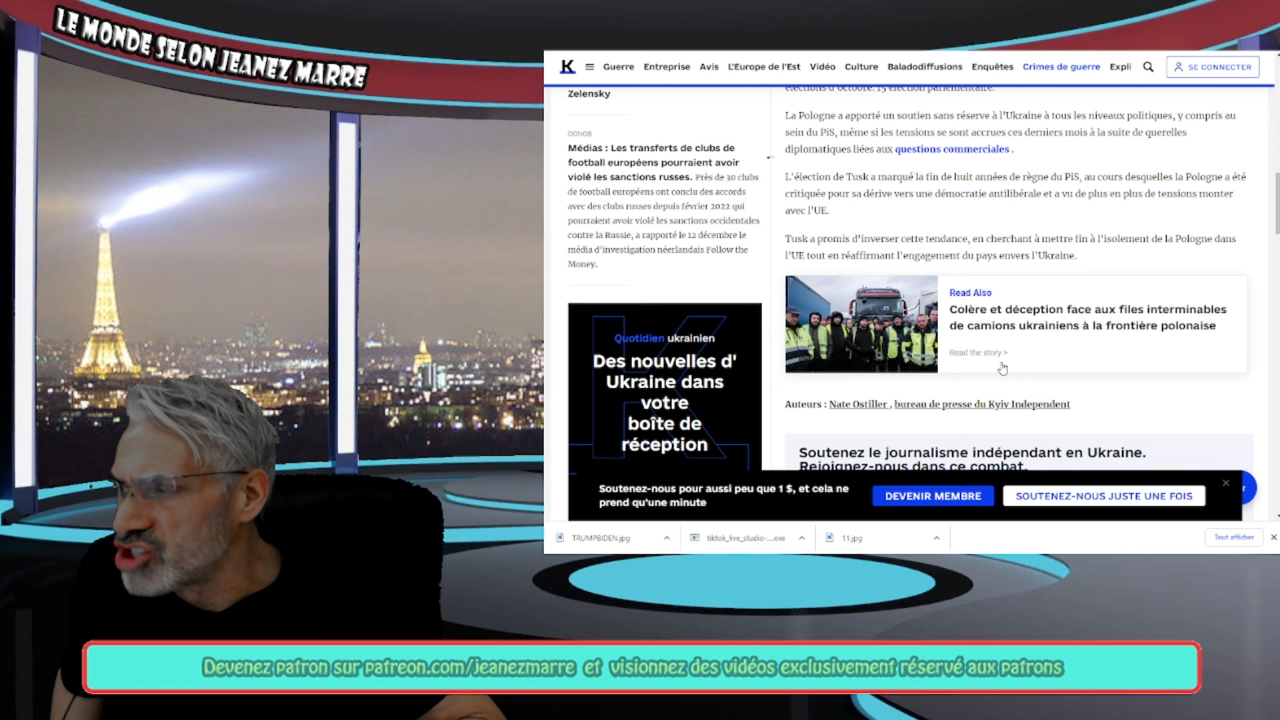 LE MONDE SELON JEANEZ MARRE
K Guerre Entreprise Avis L'Europe de l'Est Vidéo Culture Baladodiffusions Enquêtes Crimes de guerre Expli SE CONNECTER
Zelensky
00h08
Médias : Les transferts de clubs de
football européens pourraient avoir
violé les sanctions russes. Près de 30 clubs
de football européens ont conclu des accords
avec des clubs russes depuis février 2022 qui
pourraient avoir violé les sanctions occidentales
contre la Russie, a rapporté le 12 décembre le
média d'investigation néerlandais Follow the
Money.
Quotidien ukrainien
Des nouvelles d'
Ukraine dans
votre
boîte de
réception
élections d'octobre. 15 élection parlementaire.
La Pologne a apporté un soutien sans réserve à l'Ukraine à tous les niveaux politiques, y compris au
sein du PiS, même si les tensions se sont accrues ces derniers mois à la suite de querelles
diplomatiques liées aux questions commerciales .
L'élection de Tusk a marqué la fin de huit années de règne du PiS, au cours desquelles la Pologne a été
critiquée pour sa dérive vers une démocratie antilibérale et a vu de plus en plus de tensions monter
avec l'UE.
Tusk a promis d'inverser cette tendance, en cherchant à mettre fin à l'isolement de la Pologne dans
l'UE tout en réaffirmant l'engagement du pays envers l'Ukraine.
Read Also
Colère et déception face aux files interminables
de camions ukrainiens à la frontière polonaise
Read the story >
Auteurs : Nate Ostiller , bureau de presse du Kyiv Independent
Soutenez le journalisme indépendant en Ukraine.
Rejoignez-nous dans ce combat.
Soutenez-nous pour aussi peu que 1 $, et cela ne
prend qu'une minute
DEVENIR MEMBRE
SOUTENEZ-NOUS JUSTE UNE FOIS
TRUMPBIDEN.jpg
tiktok_live_studio-....exe
11.jpg
Tout afficher
Devenez patron sur patreon.com/jeanezmarre et visionnez des vidéos exclusivement réservé aux patrons